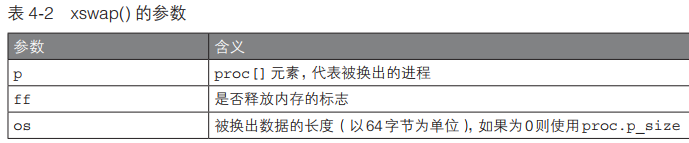 表 4-2 xswap() 的参数
参数 含义
p proc[] 元素，代表被换出的进程
ff 是否释放内存的标志
os 被换出数据的长度（以 64 字节为单位），如果为 0 则使用 proc.p_size